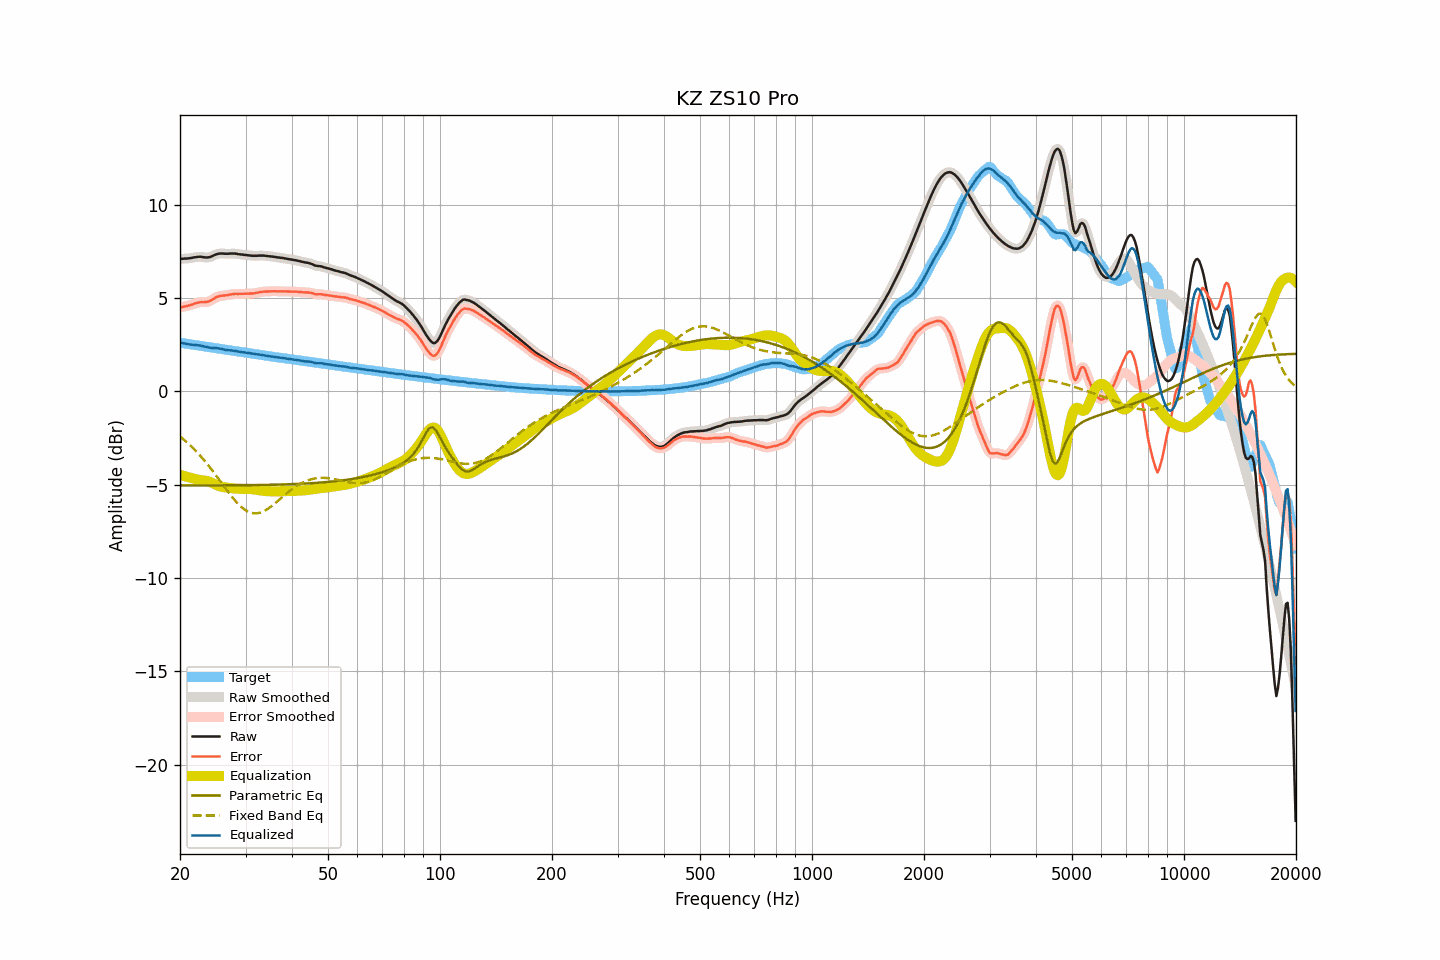 KZ ZS10 Pro
Amplitude (dBr)
10
5
0
−5
−10
−15
−20
Target
Raw Smoothed
Error Smoothed
Raw
Error
Equalization
Parametric Eq
Fixed Band Eq
Equalized
20 50 100 200 500 1000 2000 5000 10000 20000
Frequency (Hz)